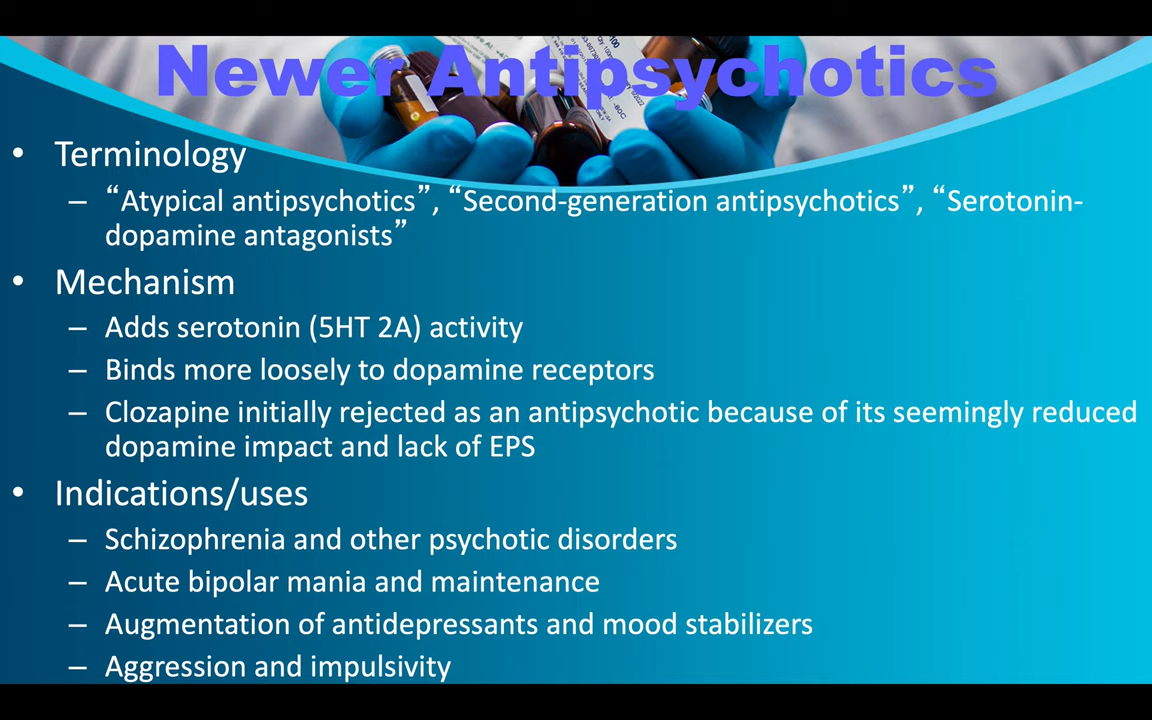 Newer Antipsychotics
• Terminology
– “Atypical antipsychotics”, “Second-generation antipsychotics”, “Serotonin-
dopamine antagonists”
• Mechanism
– Adds serotonin (5HT 2A) activity
– Binds more loosely to dopamine receptors
– Clozapine initially rejected as an antipsychotic because of its seemingly reduced
dopamine impact and lack of EPS
• Indications/uses
– Schizophrenia and other psychotic disorders
– Acute bipolar mania and maintenance
– Augmentation of antidepressants and mood stabilizers
– Aggression and impulsivity